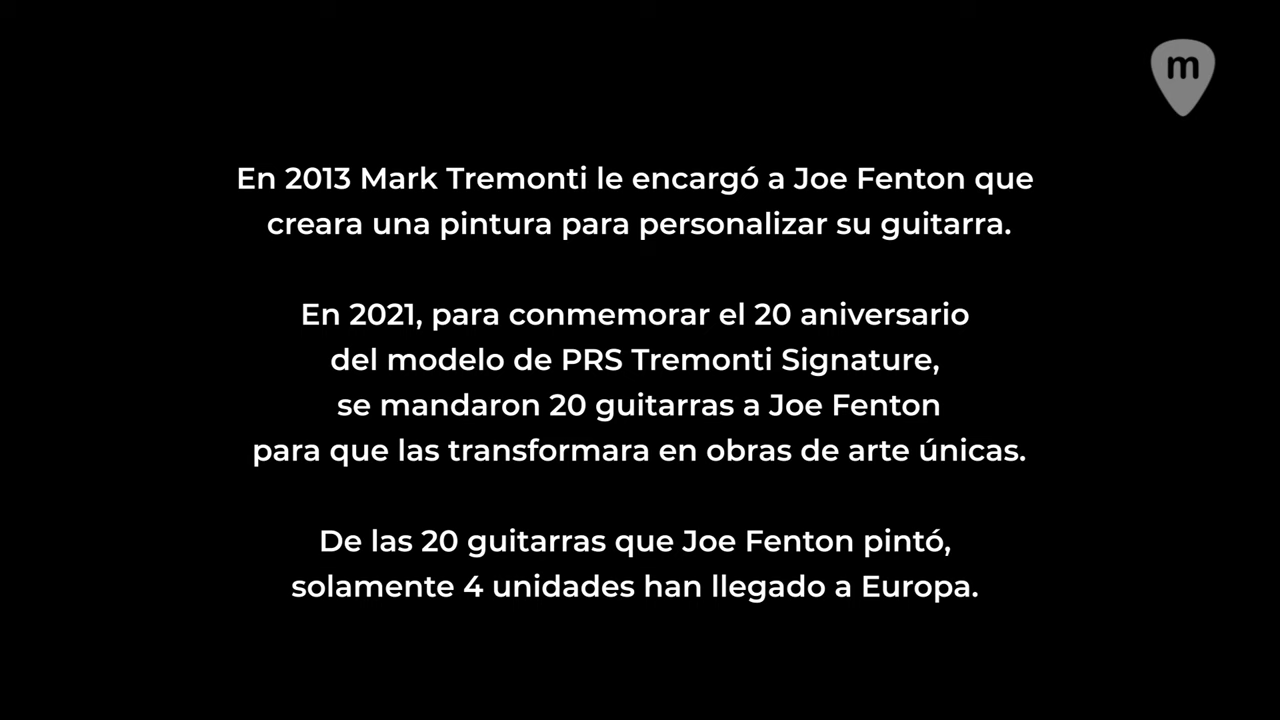 m
En 2013 Mark Tremonti le encargó a Joe Fenton que
creara una pintura para personalizar su guitarra.
En 2021, para conmemorar el 20 aniversario
del modelo de PRS Tremonti Signature,
se mandaron 20 guitarras a Joe Fenton
para que las transformara en obras de arte únicas.
De las 20 guitarras que Joe Fenton pintó,
solamente 4 unidades han llegado a Europa.